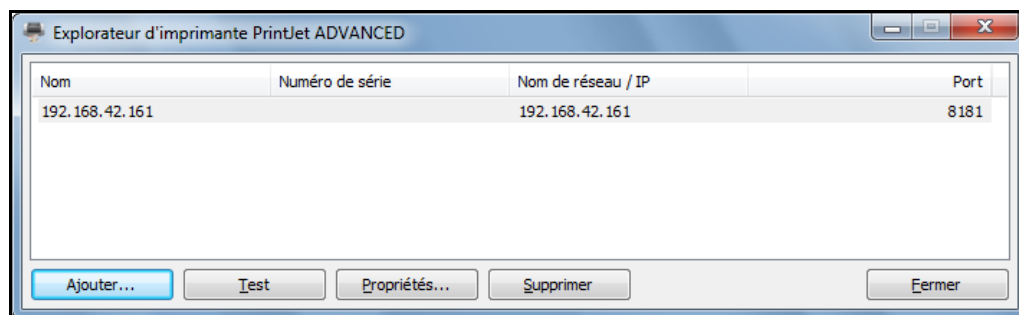 Explorateur d'imprimante PrintJet ADVANCED
Nom Numéro de série Nom de réseau / IP Port
192.168.42.161 192.168.42.161 8181
Ajouter... Test Propriétés... Supprimer Fermer